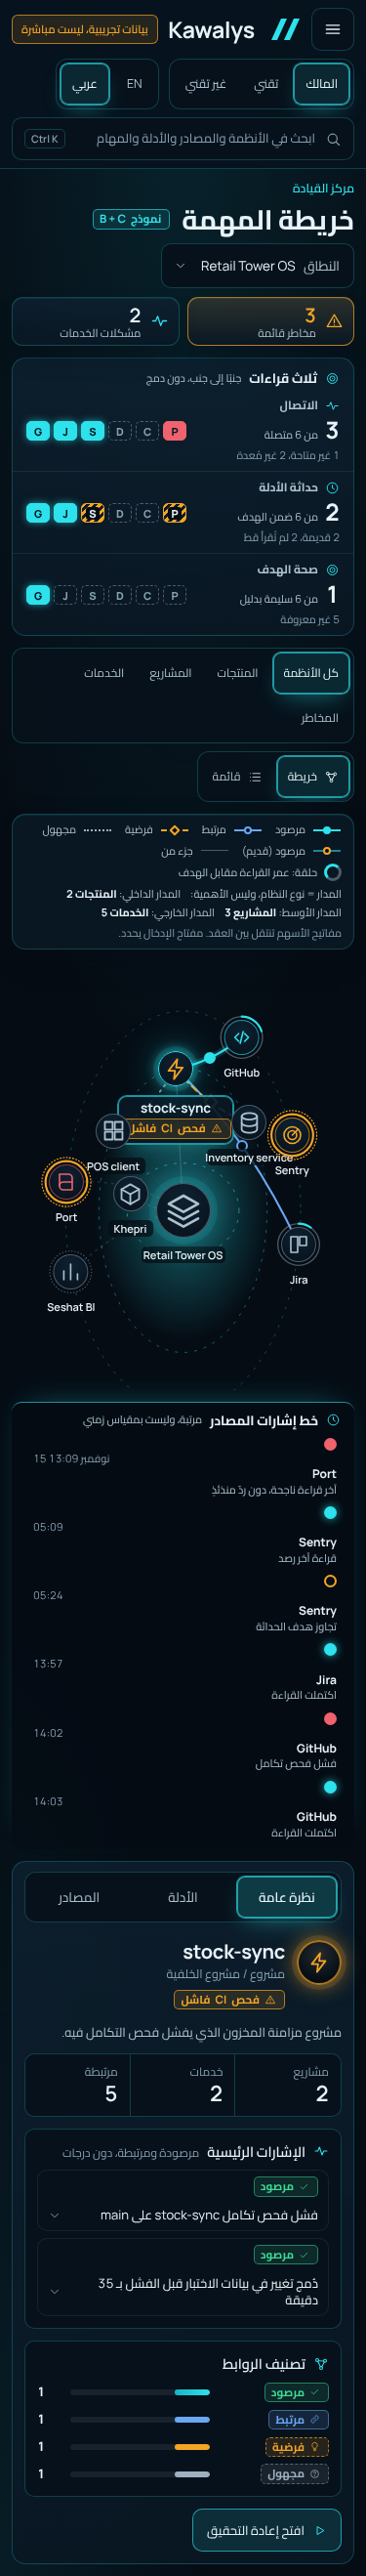 Kawalys
بيانات تجريبية، ليست مباشرة
المالك
تقني
غير تقني
EN
عربي
ابحث في الأنظمة والمصادر والأدلة والمهام
Ctrl K
مركز القيادة
خريطة المهمة
نموذج B+C
النطاق Retail Tower OS
3
مخاطر قائمة
2
مشكلات الخدمات
ثلاث قراءات جنبًا إلى جنب، دون دمج
الاتصال
3 من 6 متصلة
1 غير متاحة، 2 غير مُعدة
G J S D C P
حداثة الأدلة
2 من 6 ضمن الهدف
2 قديمة، 2 لم تُقرأ قط
G J S D C P
صحة الهدف
1 من 6 سليمة بدليل
5 غير معروفة
G J S D C P
كل الأنظمة
المنتجات
المشاريع
الخدمات
المخاطر
خريطة
قائمة
مرصود
مرتبط
فرضية
مجهول
مرصود (قديم)
جزء من
حلقة: عمر القراءة مقابل الهدف
المدار = نوع النظام، وليس الأهمية: المدار الداخلي: المنتجات 2
المدار الأوسط: المشاريع 3 المدار الخارجي: الخدمات 5
مفاتيح الأسهم تنتقل بين العقد. مفتاح الإدخال يحدد.
GitHub
stock-sync
فحص CI فاشل
POS client
Inventory service
Sentry
Port
Khepri
Retail Tower OS
Jira
Seshat BI
خط إشارات المصادر مرتبة، وليست بمقياس زمني
15 نوفمبر 13:09
Port
آخر قراءة ناجحة، دون ردّ منذئذٍ
05:09
Sentry
قراءة آخر رصد
05:24
Sentry
تجاوز هدف الحداثة
13:57
Jira
اكتملت القراءة
14:02
GitHub
فشل فحص تكامل
14:03
GitHub
اكتملت القراءة
نظرة عامة
الأدلة
المصادر
stock-sync
مشروع / مشروع الخلفية
فحص CI فاشل
مشروع مزامنة المخزون الذي يفشل فحص التكامل فيه.
مشاريع
2
خدمات
2
مرتبطة
5
الإشارات الرئيسية مرصودة ومرتبطة، دون درجات
مرصود
فشل فحص تكامل stock-sync على main
مرصود
دُمج تغيير في بيانات الاختبار قبل الفشل بـ 35
دقيقة
تصنيف الروابط
مرصود 1
مرتبط 1
فرضية 1
مجهول 1
افتح إعادة التحقيق